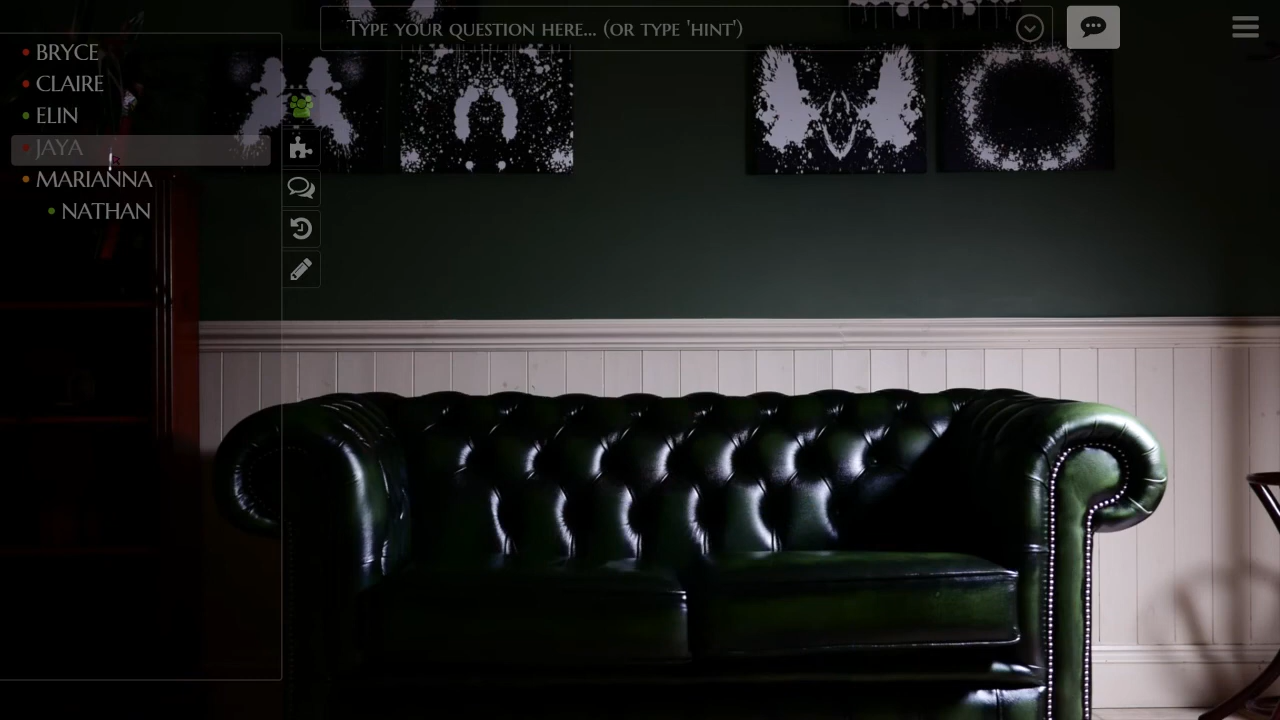 Type your question here... (or type 'hint')
BRYCE
CLAIRE
ELIN
JAYA
MARIANNA
NATHAN